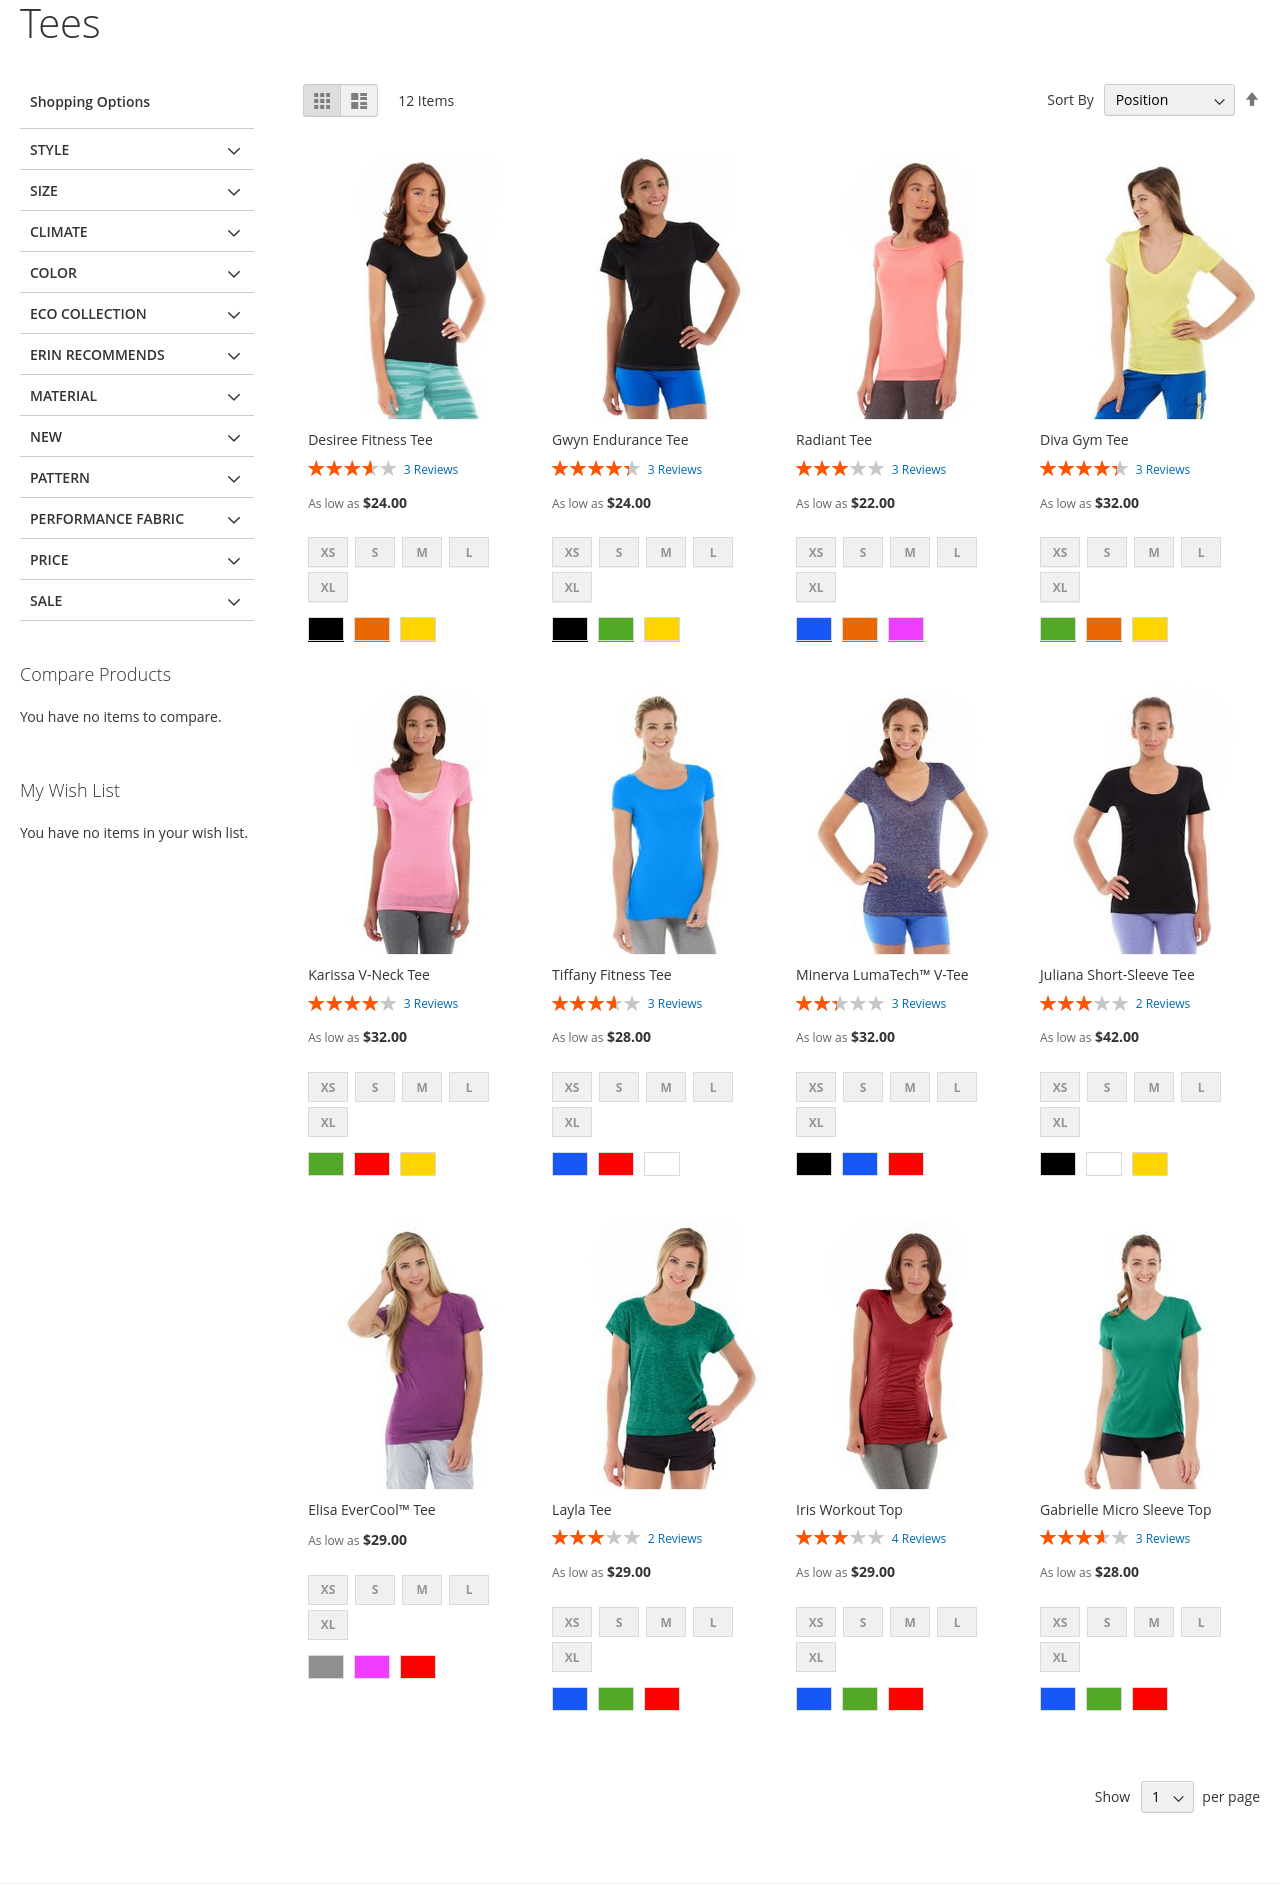 Tees
Shopping Options
STYLE
SIZE
CLIMATE
COLOR
ECO COLLECTION
ERIN RECOMMENDS
MATERIAL
NEW
PATTERN
PERFORMANCE FABRIC
PRICE
SALE
Compare Products
You have no items to compare.
My Wish List
You have no items in your wish list.
12 Items
Sort By Position
Desiree Fitness Tee
3 Reviews
As low as $24.00
XS S M L
XL
Gwyn Endurance Tee
3 Reviews
As low as $24.00
XS S M L
XL
Radiant Tee
3 Reviews
As low as $22.00
XS S M L
XL
Diva Gym Tee
3 Reviews
As low as $32.00
XS S M L
XL
Karissa V-Neck Tee
3 Reviews
As low as $32.00
XS S M L
XL
Tiffany Fitness Tee
3 Reviews
As low as $28.00
XS S M L
XL
Minerva LumaTech™ V-Tee
3 Reviews
As low as $32.00
XS S M L
XL
Juliana Short-Sleeve Tee
2 Reviews
As low as $42.00
XS S M L
XL
Elisa EverCool™ Tee
As low as $29.00
XS S M L
XL
Layla Tee
2 Reviews
As low as $29.00
XS S M L
XL
Iris Workout Top
4 Reviews
As low as $29.00
XS S M L
XL
Gabrielle Micro Sleeve Top
3 Reviews
As low as $28.00
XS S M L
XL
Show 1 per page